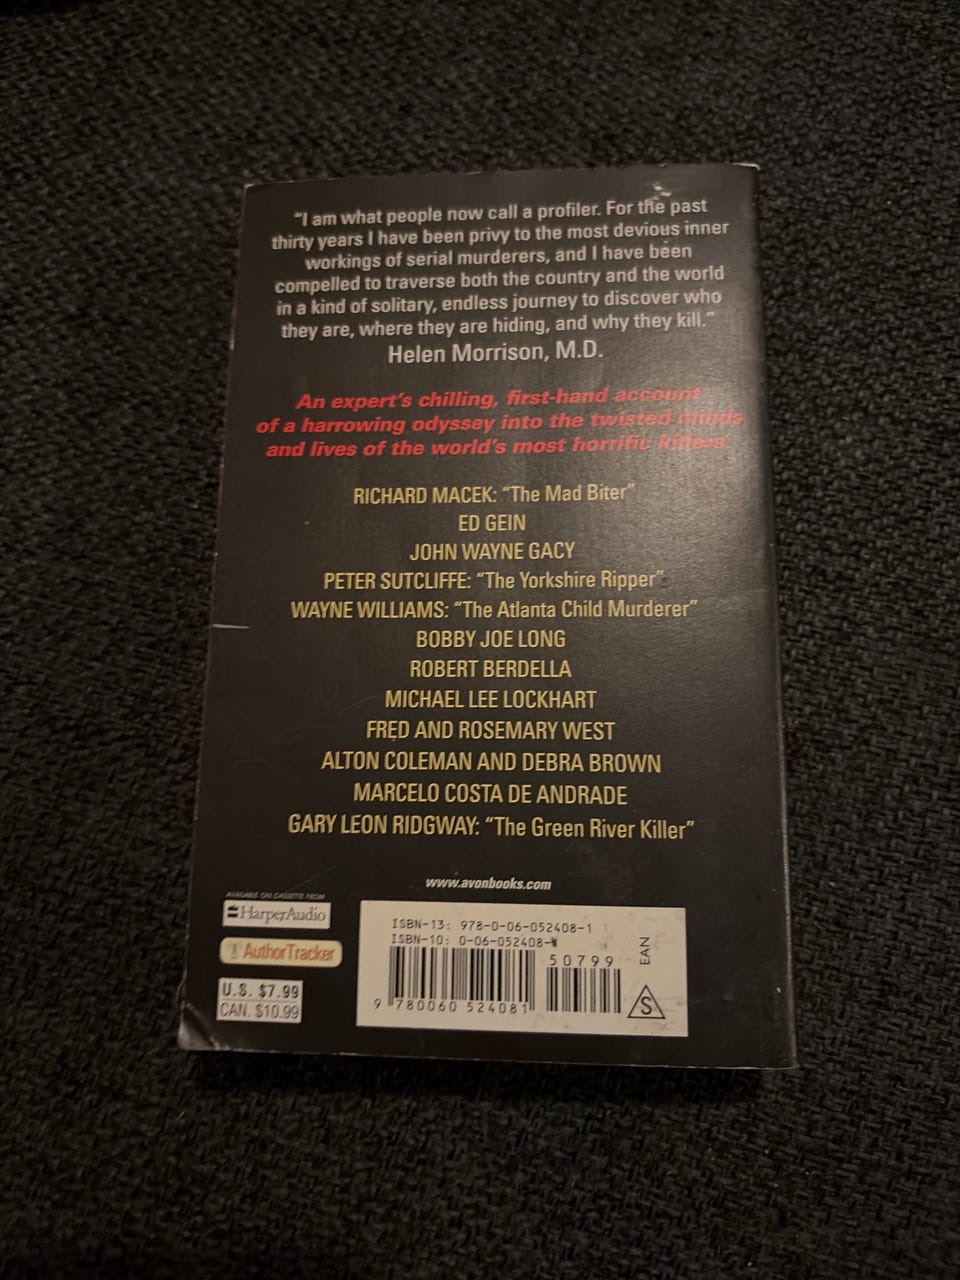 “I am what people now call a profiler. For the past
thirty years I have been privy to the most devious inner
workings of serial murderers, and I have been
compelled to traverse both the country and the world
in a kind of solitary, endless journey to discover who
they are, where they are hiding, and why they kill.”
Helen Morrison, M.D.
An expert’s chilling, first-hand account
of a harrowing odyssey into the twisted minds
and lives of the world’s most horrific killers
RICHARD MACEK: “The Mad Biter”
ED GEIN
JOHN WAYNE GACY
PETER SUTCLIFFE: “The Yorkshire Ripper”
WAYNE WILLIAMS: “The Atlanta Child Murderer”
BOBBY JOE LONG
ROBERT BERDELLA
MICHAEL LEE LOCKHART
FRED AND ROSEMARY WEST
ALTON COLEMAN AND DEBRA BROWN
MARCELO COSTA DE ANDRADE
GARY LEON RIDGWAY: “The Green River Killer”
www.avonbooks.com
AVAILABLE ON CASSETTE FROM
HarperAudio
AuthorTracker
U.S. $7.99
CAN. $10.99
ISBN-13: 978-0-06-052408-1
ISBN-10: 0-06-052408-
50799
EAN
9 780060 524081
S